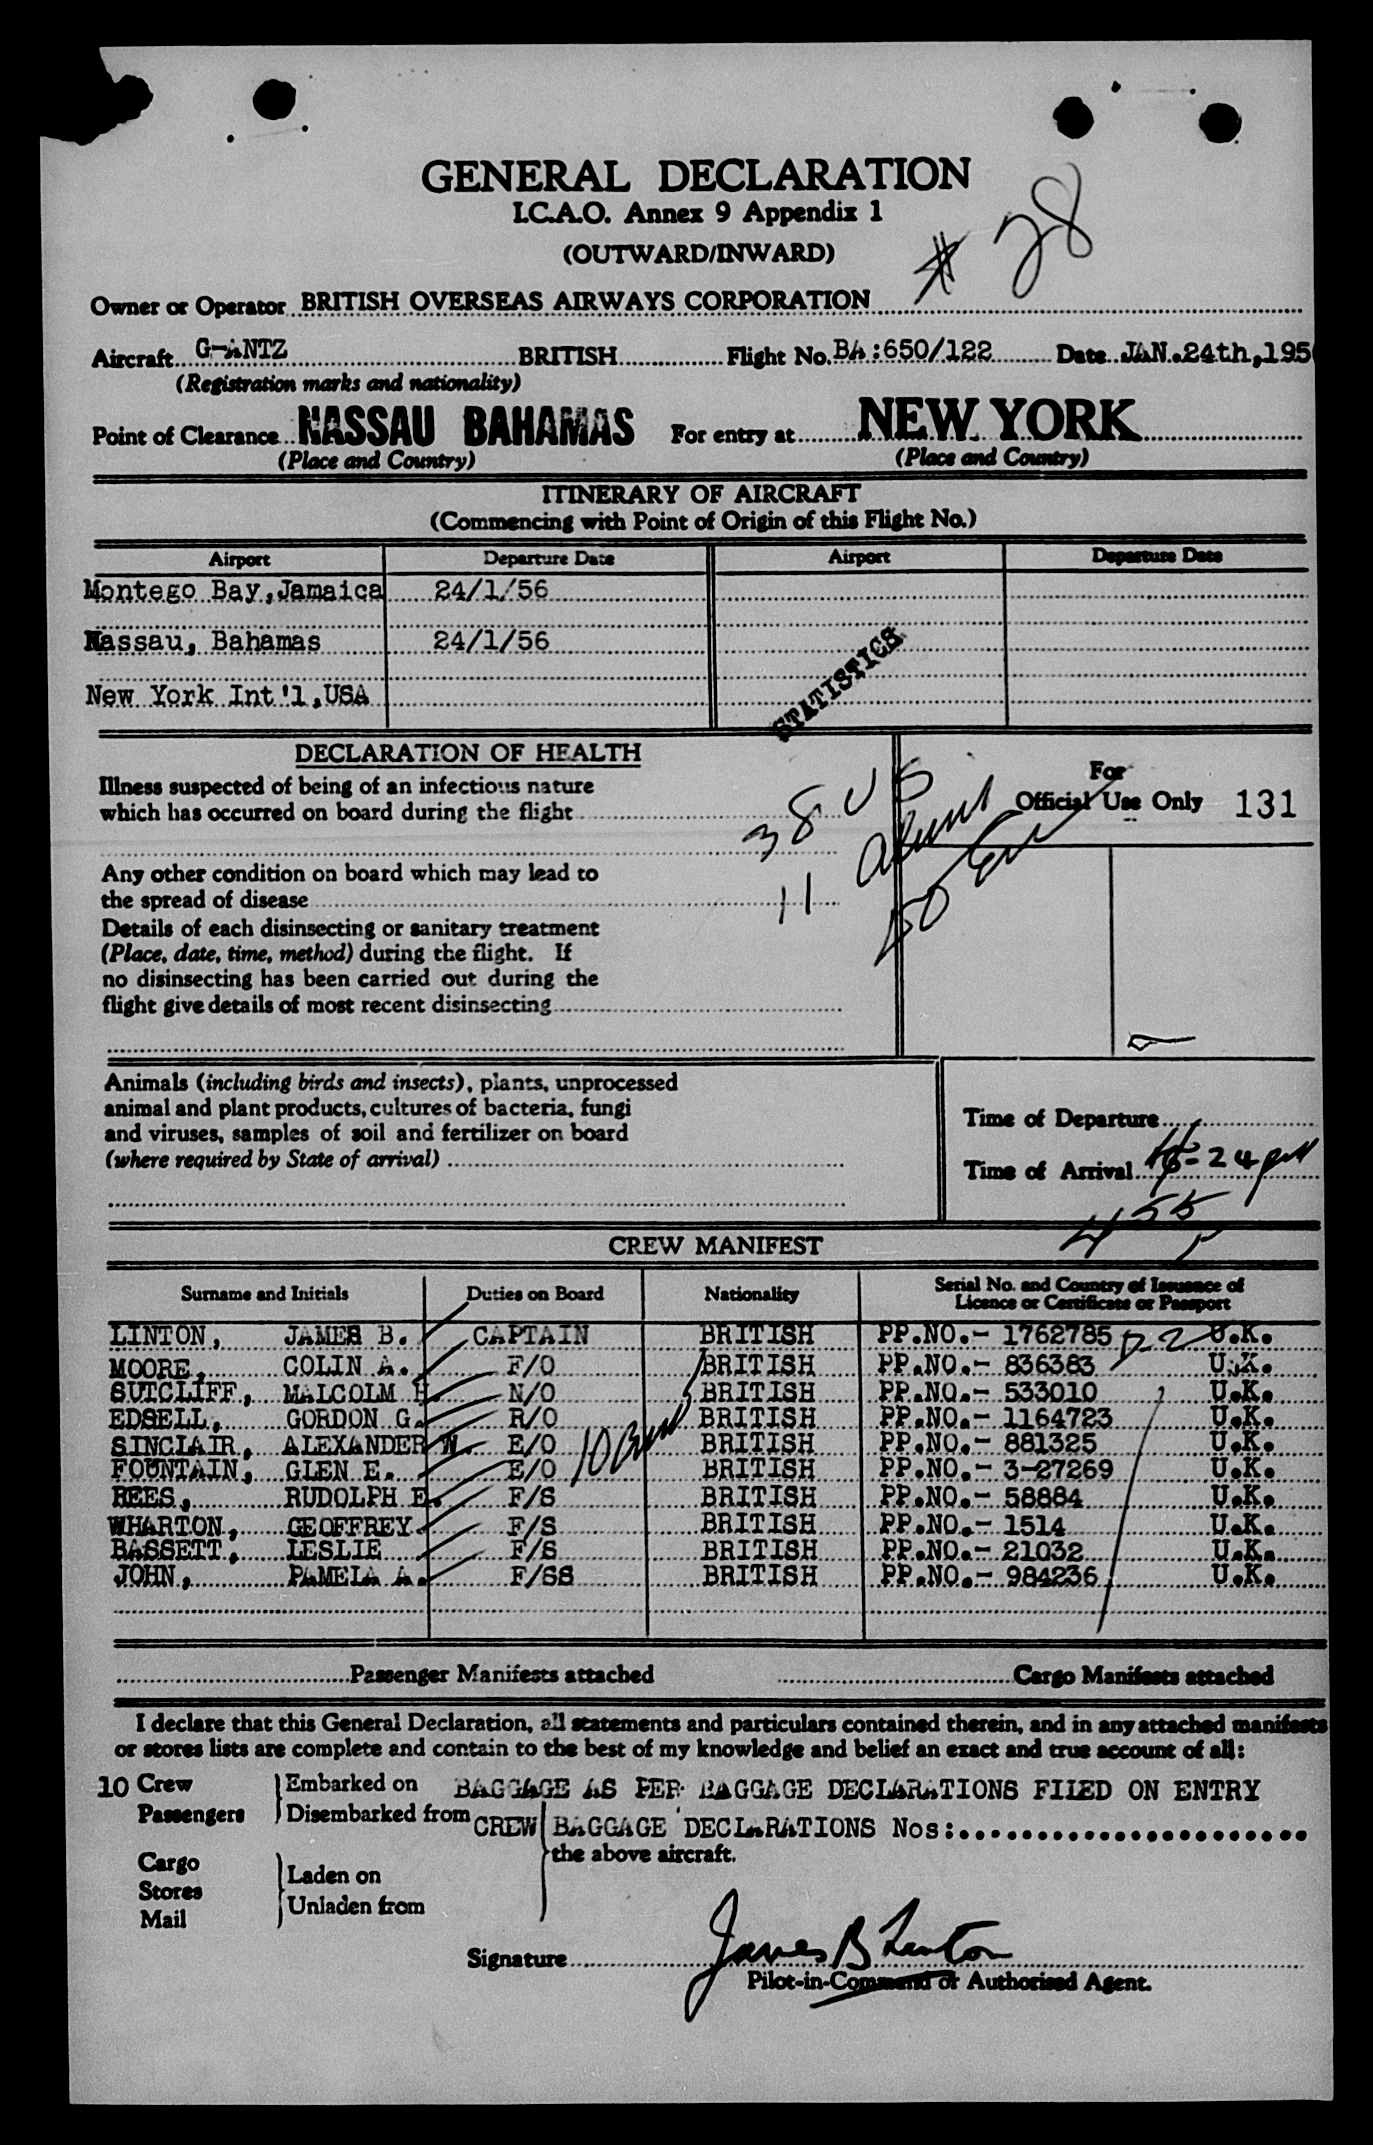 GENERAL DECLARATION
I.C.A.O. Annex 9 Appendix 1
(OUTWARD/INWARD)
# 28
Owner or Operator BRITISH OVERSEAS AIRWAYS CORPORATION
Aircraft G-ANTZ BRITISH Flight No. BA:650/122 Date JAN.24th,195
(Registration marks and nationality)
Point of Clearance NASSAU BAHAMAS For entry at NEW YORK
(Place and Country) (Place and Country)
ITINERARY OF AIRCRAFT
(Commencing with Point of Origin of this Flight No.)
Airport Departure Date Airport Departure Date
Montego Bay,Jamaica 24/1/56
Nassau, Bahamas 24/1/56
New York Int'l,USA
STATISTICS
DECLARATION OF HEALTH
Illness suspected of being of an infectious nature
which has occurred on board during the flight
38 US
11 Aliens
For
Official Use Only 131
Any other condition on board which may lead to
the spread of disease
Details of each disinsecting or sanitary treatment
(Place, date, time, method) during the flight. If
no disinsecting has been carried out during the
flight give details of most recent disinsecting
Animals (including birds and insects), plants, unprocessed
animal and plant products, cultures of bacteria, fungi
and viruses, samples of soil and fertilizer on board
(where required by State of arrival)
Time of Departure
Time of Arrival
455
CREW MANIFEST
Surname and Initials Duties on Board Nationality Serial No. and Country of Issuance of
Licence or Certificate or Passport
LINTON, JAMES B. CAPTAIN BRITISH PP.NO.- 1762785 D-2 U.K.
MOORE, COLIN A. F/O BRITISH PP.NO.- 836383 U.K.
SUTCLIFF, MALCOLM H. N/O BRITISH PP.NO.- 533010 U.K.
EDSELL, GORDON G. R/O BRITISH PP.NO.- 1164723 U.K.
SINCLAIR, ALEXANDER W. E/O BRITISH PP.NO.- 881325 U.K.
FOUNTAIN, GLEN E. E/O BRITISH PP.NO.- 3-27269 U.K.
REES, RUDOLPH E. F/S BRITISH PP.NO.- 58884 U.K.
WHARTON, GEOFFREY F/S BRITISH PP.NO.- 1514 U.K.
BASSETT, LESLIE F/S BRITISH PP.NO.- 21032 U.K.
JOHN, PAMELA A. F/SS BRITISH PP.NO.- 984236 U.K.
Passenger Manifests attached Cargo Manifests attached
I declare that this General Declaration, all statements and particulars contained therein, and in any attached manifests
or stores lists are complete and contain to the best of my knowledge and belief an exact and true account of all:
10 Crew Embarked on BAGGAGE AS PER BAGGAGE DECLARATIONS FILED ON ENTRY
Passengers Disembarked from CREW BAGGAGE DECLARATIONS Nos:
the above aircraft.
Cargo
Stores
Mail
Laden on
Unladen from
Signature James B Linton
Pilot-in-Command or Authorised Agent.